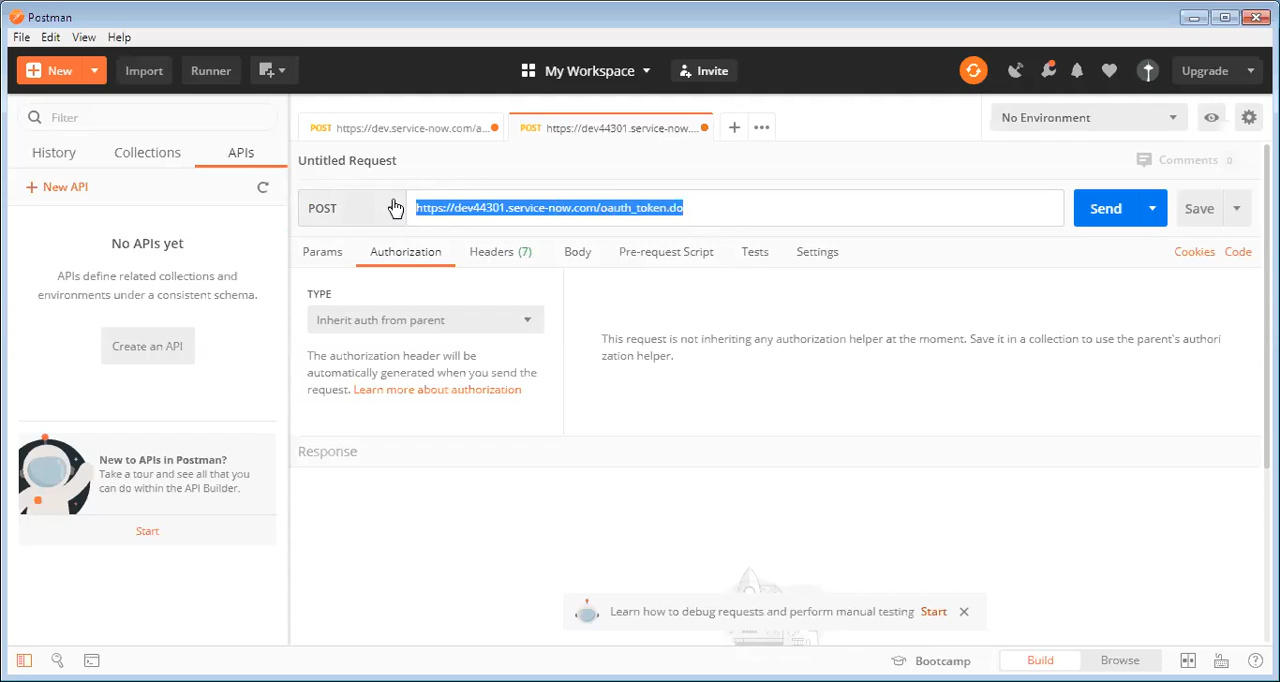 Postman
File Edit View Help
New Import Runner My Workspace Invite Upgrade
Filter
History Collections APIs
New API
No APIs yet
APIs define related collections and
environments under a consistent schema.
Create an API
New to APIs in Postman?
Take a tour and see all that you
can do within the API Builder.
Start
POST https://dev.service-now.com/a... POST https://dev44301.service-now.... No Environment
Untitled Request Comments 0
POST https://dev44301.service-now.com/oauth_token.do Send Save
Params Authorization Headers (7) Body Pre-request Script Tests Settings Cookies Code
TYPE
Inherit auth from parent
The authorization header will be
automatically generated when you send the
request. Learn more about authorization
This request is not inheriting any authorization helper at the moment. Save it in a collection to use the parent's authori
zation helper.
Response
Learn how to debug requests and perform manual testing Start
Bootcamp Build Browse